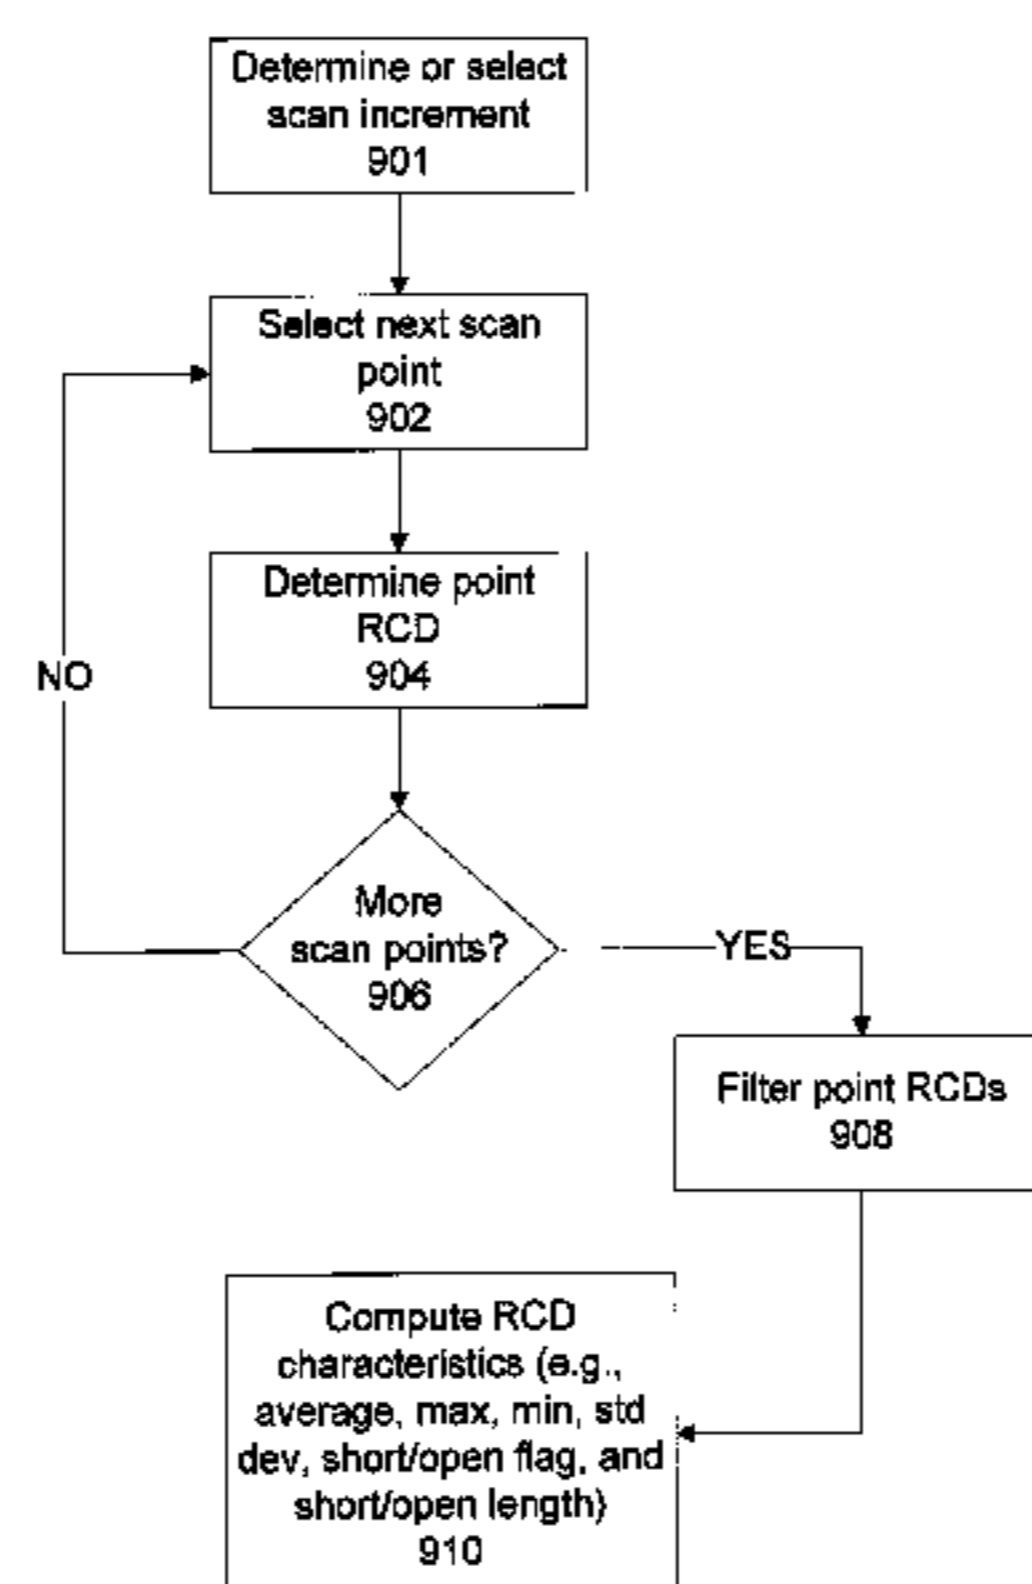 Determine or select
scan increment
901
Select next scan
point
902
Determine point
RCD
904
NO
More
scan points?
906
YES
Filter point RCDs
908
Compute RCD
characteristics (e.g.,
average, max, min, std
dev, short/open flag, and
short/open length)
910